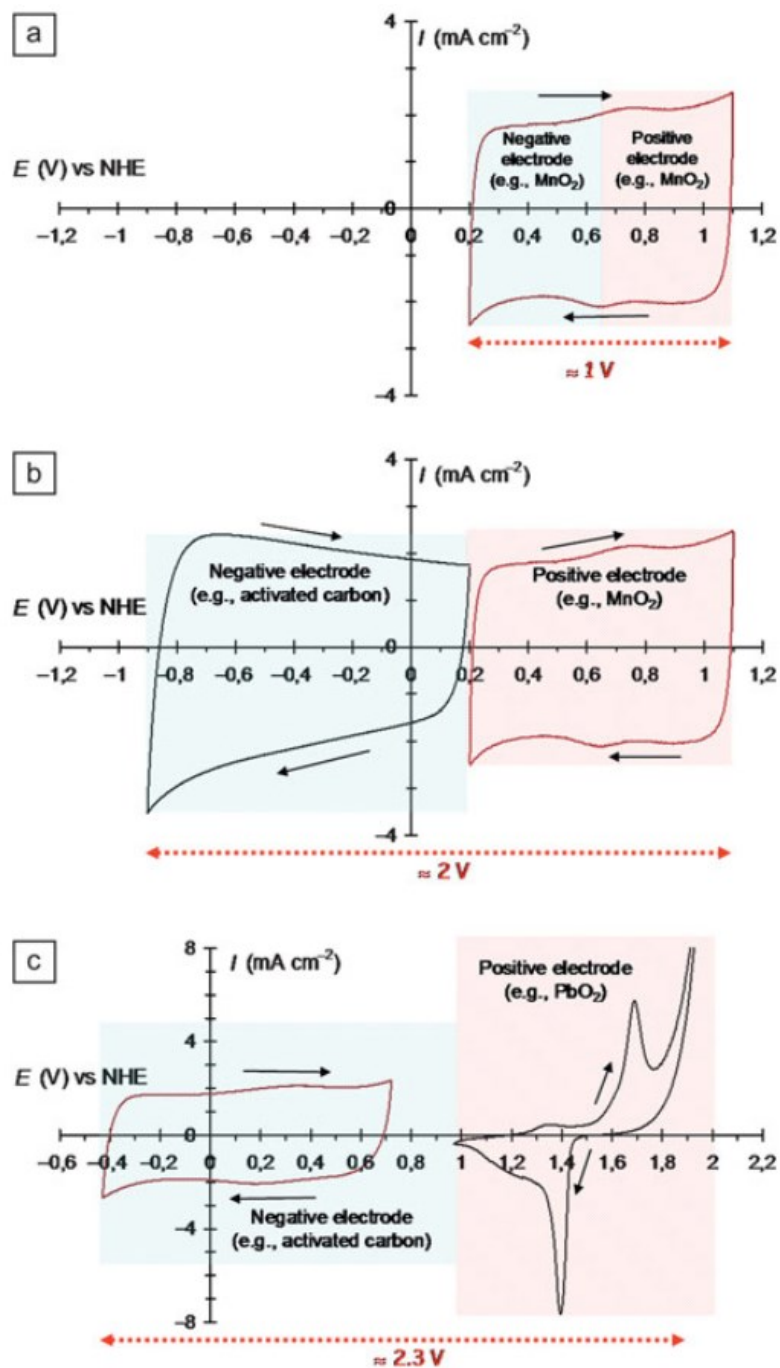 a
I (mA cm–2)
4
Negative
electrode
(e.g., MnO2)
Positive
electrode
(e.g., MnO2)
E (V) vs NHE
0
–1,2 –1 –0,8 –0,6 –0,4 –0,2 0 0,2 0,4 0,6 0,8 1 1,2
≈ 1 V
–4
b
I (mA cm–2)
4
Negative electrode
(e.g., activated carbon)
Positive electrode
(e.g., MnO2)
E (V) vs NHE
0
–1,2 –1 –0,8 –0,6 –0,4 –0,2 0 0,2 0,4 0,6 0,8 1 1,2
–4
≈ 2 V
c
I (mA cm–2)
8
Positive electrode
(e.g., PbO2)
4
E (V) vs NHE
0
–0,6 –0,4 –0,2 0 0,2 0,4 0,6 0,8 1 1,2 1,4 1,6 1,8 2 2,2
–4
Negative electrode
(e.g., activated carbon)
–8
≈ 2.3 V